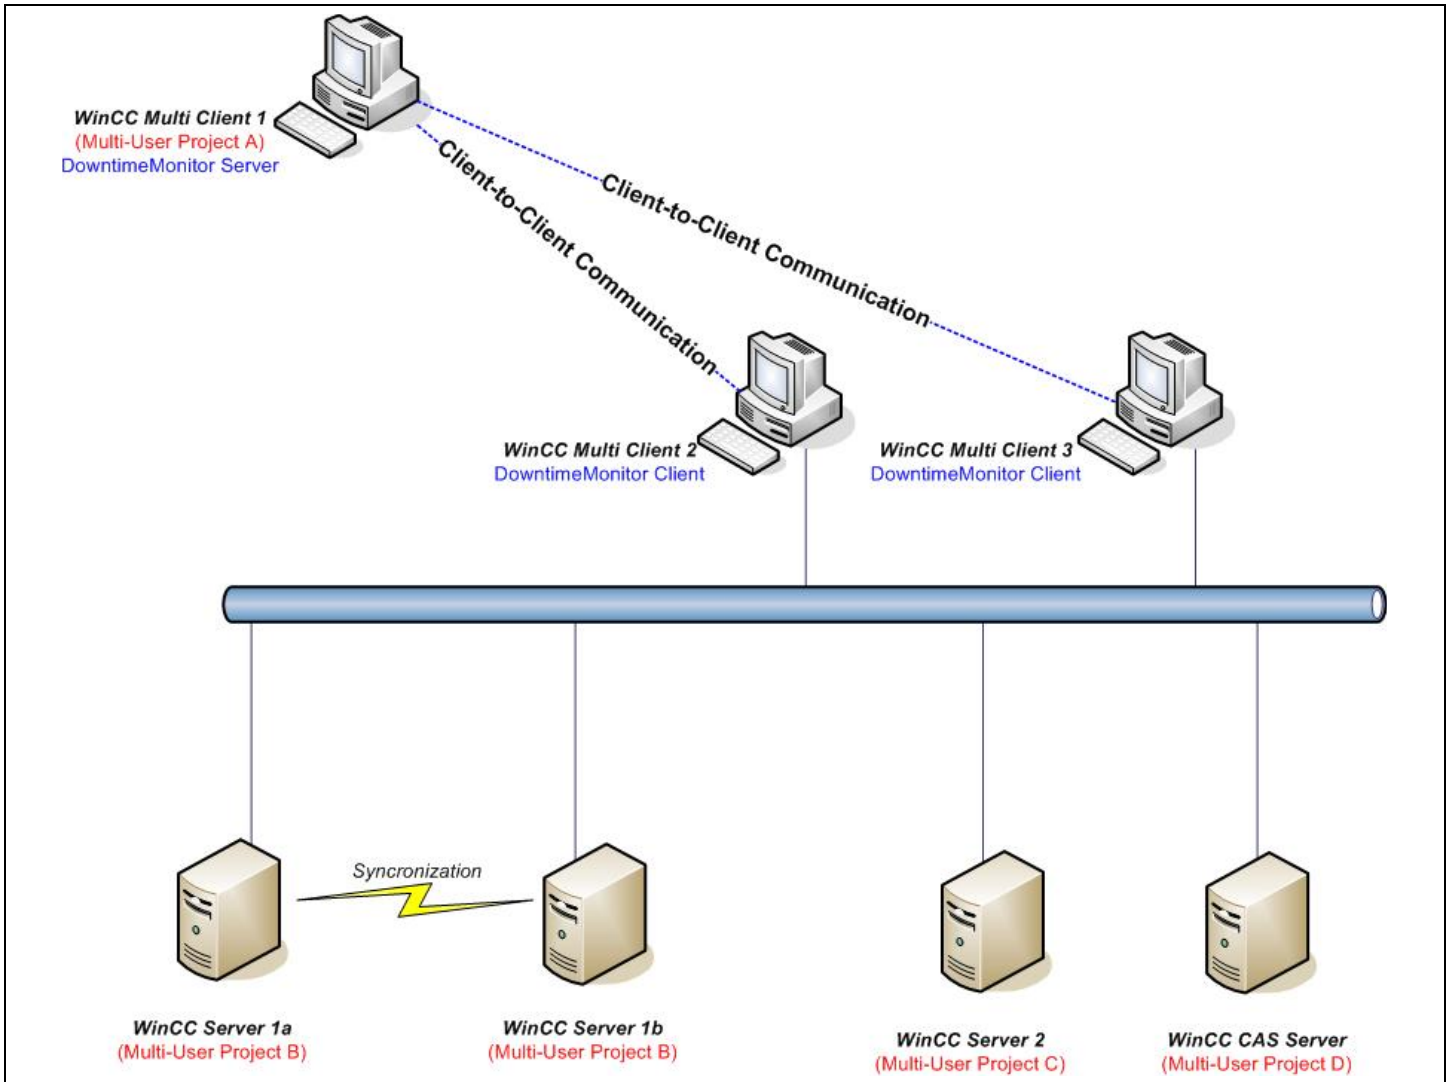 WinCC Multi Client 1
(Multi-User Project A)
DowntimeMonitor Server
Client-to-Client Communication
Client-to-Client Communication
WinCC Multi Client 2
DowntimeMonitor Client
WinCC Multi Client 3
DowntimeMonitor Client
Syncronization
WinCC Server 1a
(Multi-User Project B)
WinCC Server 1b
(Multi-User Project B)
WinCC Server 2
(Multi-User Project C)
WinCC CAS Server
(Multi-User Project D)